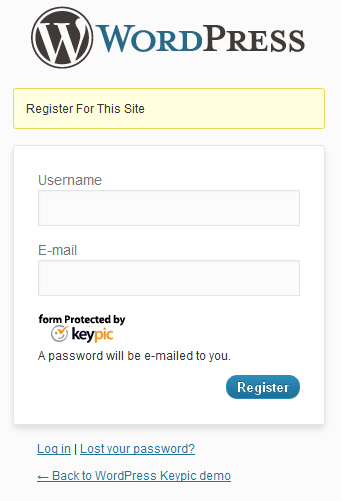 WORDPRESS
Register For This Site
Username
E-mail
form Protected by
keypic
A password will be e-mailed to you.
Register
Log in | Lost your password?
← Back to WordPress Keypic demo